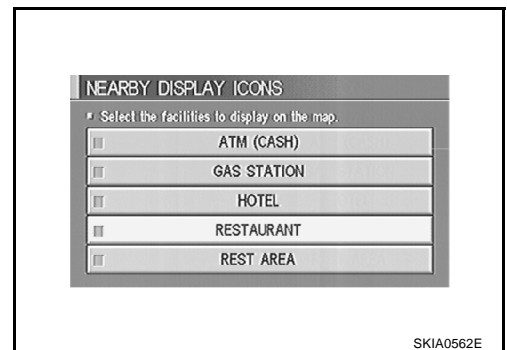 NEARBY DISPLAY ICONS
Select the facilities to display on the map.
ATM (CASH)
GAS STATION
HOTEL
RESTAURANT
REST AREA
SKIA0562E